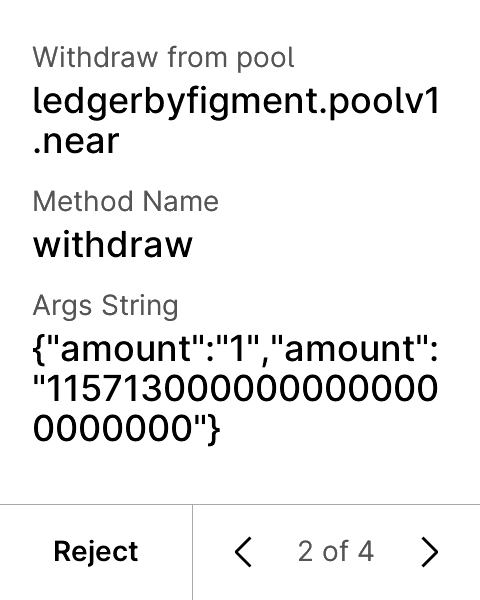 Withdraw from pool
ledgerbyfigment.poolv1
.near
Method Name
withdraw
Args String
{"amount":"1","amount":
"1157130000000000000
0000000"}
Reject
2 of 4